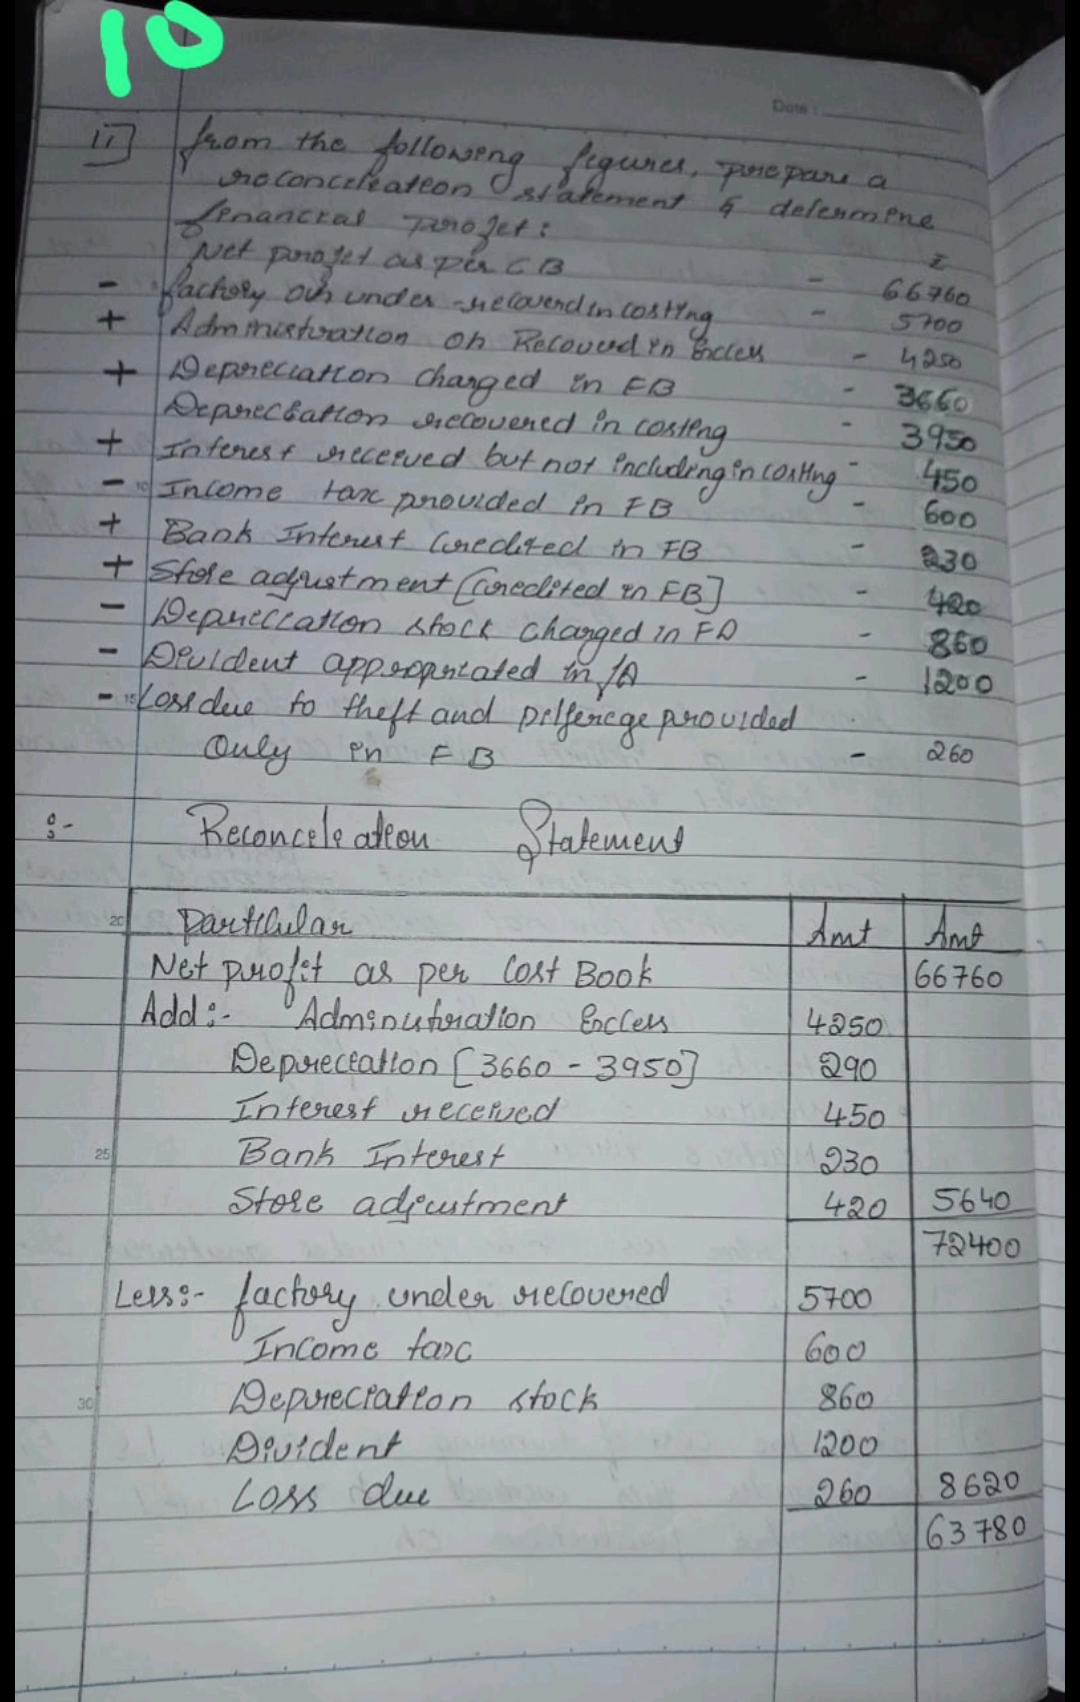 10
Date :
11] from the following figures, prepare a
reconcileation statement & determine
financial profit :
Net profit as per CB - 66760
- factory oh under-recoverd in costing - 5700
+ Administration Oh Recoverd in Excess - 4250
+ Depreciation charged in FB - 3660
Depreciation recovered in costing - 3950
+ Interest received but not including in costing - 450
- 10 Income tax provided in FB - 600
+ Bank Interest Credited in FB - 230
+ Store adjustment [Credited in FB] - 420
- Depreciation stock charged in FA - 860
- Divident appropriated in FA - 1200
- 15 Loss due to theft and pilferege provided
Only in FB - 260
:- Reconcileation Statement
20 Particular Amt Amt
Net profit as per Cost Book 66760
Add :- Administration Excess 4250
Depreciation [3660 - 3950] 290
Interest received 450
25 Bank Interest 230
Store adjustment 420 5640
72400
Less:- factory under recovered 5700
Income tax 600
30 Depreciation stock 860
Divident 1200
Loss due 260 8620
63780